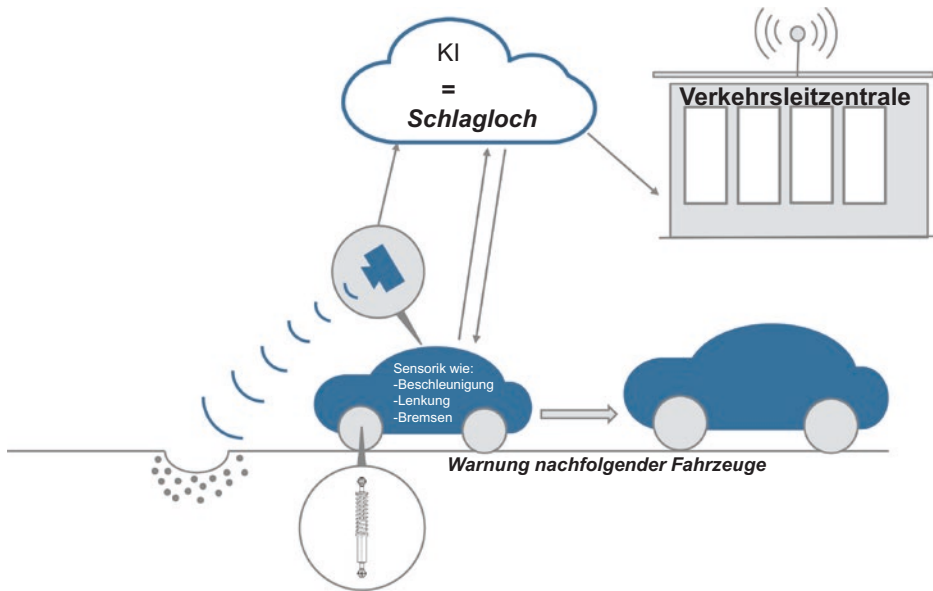 KI
=
Schlagloch
Verkehrsleitzentrale
Sensorik wie:
-Beschleunigung
-Lenkung
-Bremsen
Warnung nachfolgender Fahrzeuge